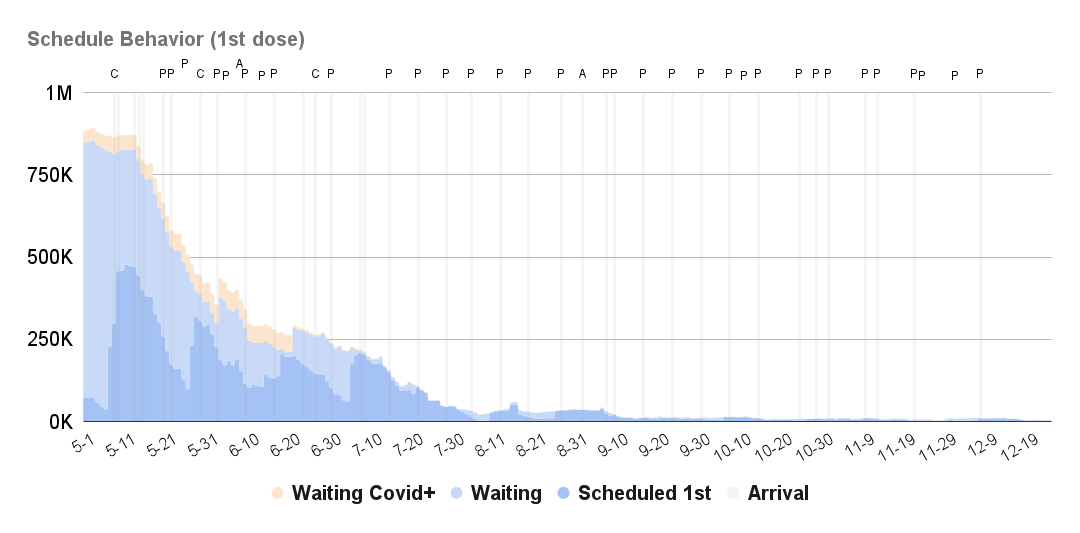 Schedule Behavior (1st dose)
C P P P C P P A P P P C P P P P P P P P A P P P P P P P P P P P P P P P P P P
1M
750K
500K
250K
0K
5-1 5-11 5-21 5-31 6-10 6-20 6-30 7-10 7-20 7-30 8-11 8-21 8-31 9-10 9-20 9-30 10-10 10-20 10-30 11-9 11-19 11-29 12-9 12-19
Waiting Covid+ Waiting Scheduled 1st Arrival